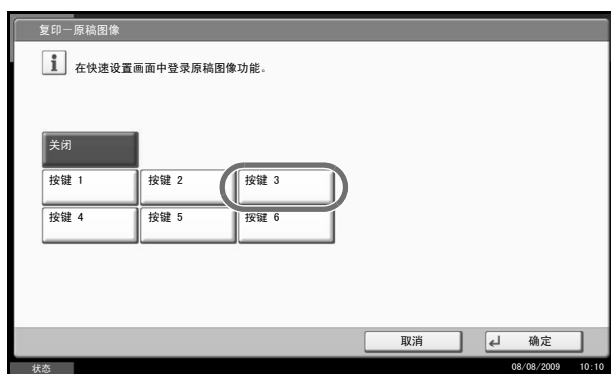 复印－原稿图像
i 在快速设置画面中登录原稿图像功能。
关闭
按键 1 按键 2 按键 3
按键 4 按键 5 按键 6
取消 确定
状态 08/08/2009 10:10